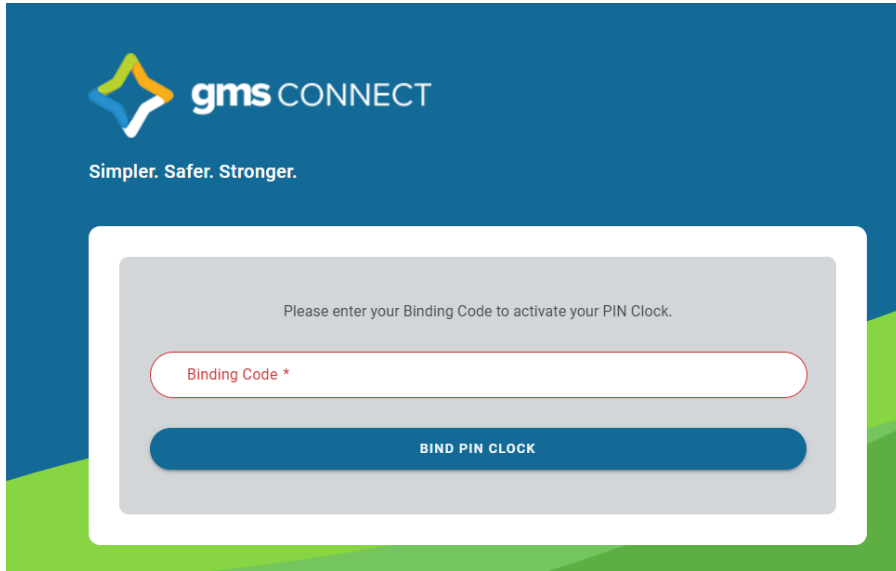 gms CONNECT
Simpler. Safer. Stronger.
Please enter your Binding Code to activate your PIN Clock.
Binding Code *
BIND PIN CLOCK